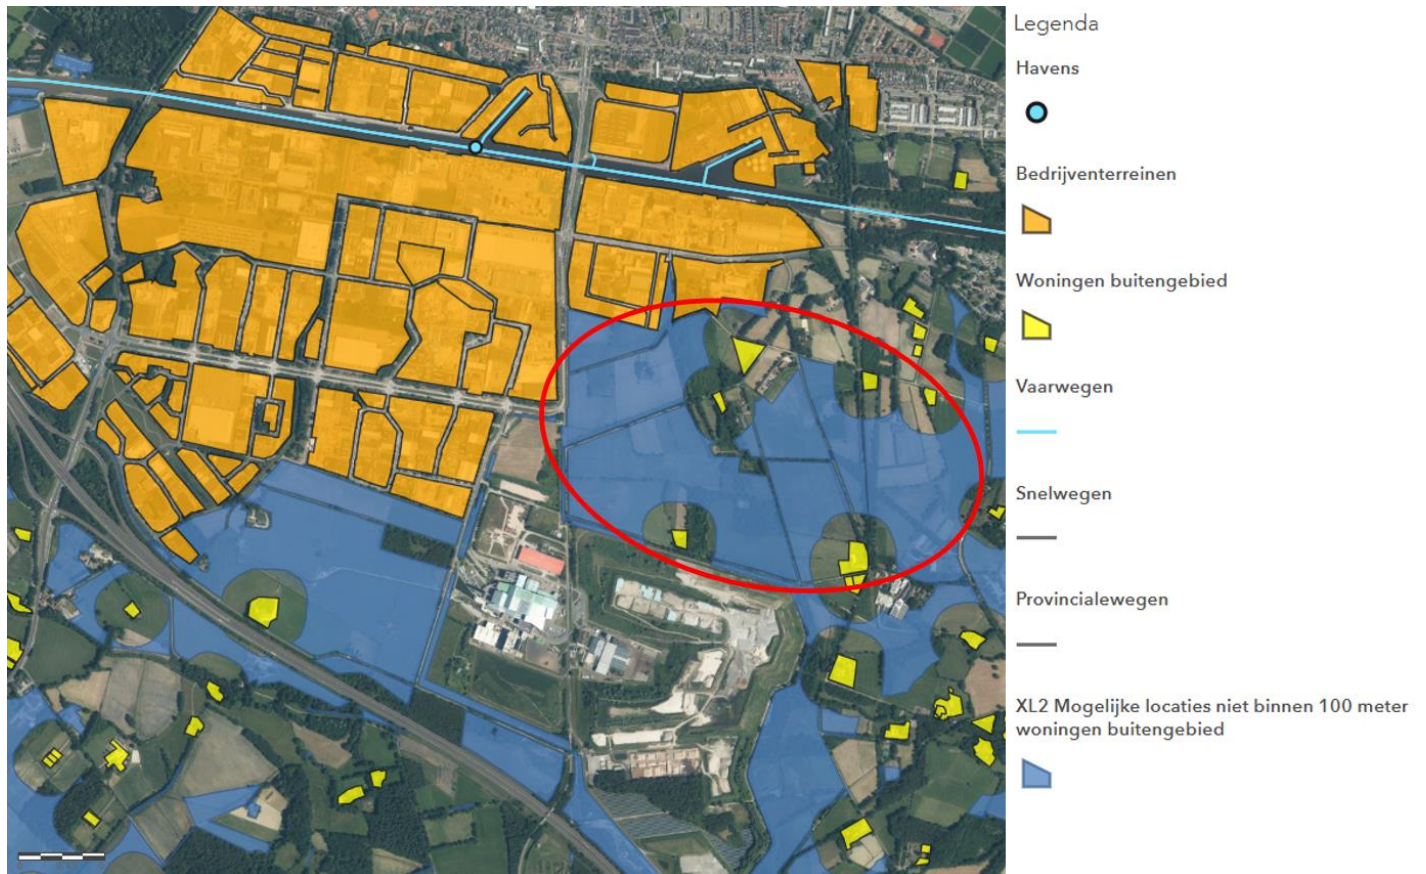 Legenda
Havens
Bedrijventerreinen
Woningen buitengebied
Vaarwegen
Snelwegen
Provincialewegen
XL2 Mogelijke locaties niet binnen 100 meter
woningen buitengebied